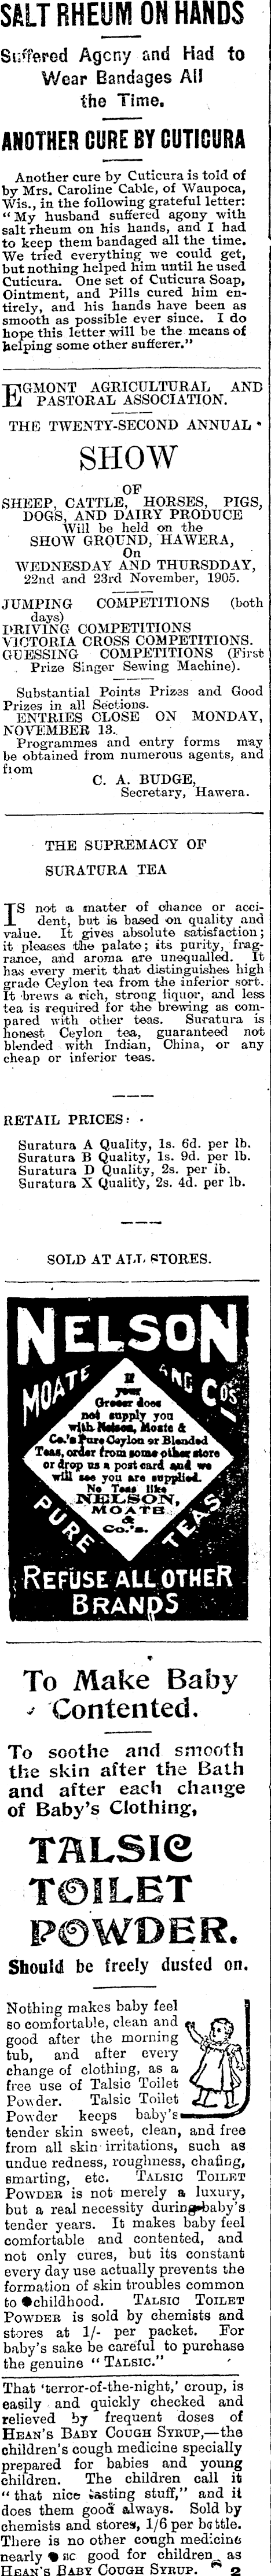 SALT RHEUM ON HANDS
Suffered Agony and Had to
Wear Bandages All
the Time.
ANOTHER CURE BY CUTICURA
Another cure by Cuticura is told of
by Mrs. Caroline Cable, of Waupoca,
Wis., in the following grateful letter:
"My husband suffered agony with
salt rheum on his hands, and I had
to keep them bandaged all the time.
We tried everything we could get,
but nothing helped him until he used
Cuticura. One set of Cuticura Soap,
Ointment, and Pills cured him en-
tirely, and his hands have been as
smooth as possible ever since. I do
hope this letter will be the means of
helping some other sufferer."
EGMONT AGRICULTURAL AND
PASTORAL ASSOCIATION.
THE TWENTY-SECOND ANNUAL
SHOW
OF
SHEEP, CATTLE, HORSES, PIGS,
DOGS, AND DAIRY PRODUCE
Will be held on the
SHOW GROUND, HAWERA,
On
WEDNESDAY AND THURSDDAY,
22nd and 23rd November, 1905.
JUMPING COMPETITIONS (both
days)
DRIVING COMPETITIONS
VICTORIA CROSS COMPETITIONS.
GUESSING COMPETITIONS (First
Prize Singer Sewing Machine).
Substantial Points Prizes and Good
Prizes in all Sections.
ENTRIES CLOSE ON MONDAY,
NOVEMBER 13.
Programmes and entry forms may
be obtained from numerous agents, and
from
C. A. BUDGE,
Secretary, Hawera.
THE SUPREMACY OF
SURATURA TEA
IS not a matter of chance or acci-
dent, but is based on quality and
value. It gives absolute satisfaction;
it pleases the palate; its purity, frag-
rance, and aroma are unequalled. It
has every merit that distinguishes high
grade Ceylon tea from the inferior sort.
It brews a rich, strong liquor, and less
tea is required for the brewing as com-
pared with other teas. Suratura is
honest Ceylon tea, guaranteed not
blended with Indian, China, or any
cheap or inferior teas.
RETAIL PRICES:
Suratura A Quality, 1s. 6d. per lb.
Suratura B Quality, 1s. 9d. per lb.
Suratura D Quality, 2s. per lb.
Suratura X Quality, 2s. 4d. per lb.
SOLD AT ALL STORES.
NELSON
MOATE AND CO'S
If
your
Grocer does
not supply you
with Nelson, Moate &
Co.'s Pure Ceylon or Blended
Teas, order from some other store
or drop us a post card and we
will see you are supplied.
No Teas like
NELSON,
MOATE
&
Co.'s.
PURE TEAS
REFUSE ALL OTHER
BRANDS
To Make Baby
Contented.
To soothe and smooth
the skin after the Bath
and after each change
of Baby's Clothing,
TALSIC
TOILET
POWDER.
Should be freely dusted on.
Nothing makes baby feel
so comfortable, clean and
good after the morning
tub, and after every
change of clothing, as a
free use of Talsic Toilet
Powder. Talsic Toilet
Powder keeps baby's
tender skin sweet, clean, and free
from all skin irritations, such as
undue redness, roughness, chafing,
smarting, etc. TALSIC TOILET
POWDER is not merely a luxury,
but a real necessity during baby's
tender years. It makes baby feel
comfortable and contented, and
not only cures, but its constant
every day use actually prevents the
formation of skin troubles common
to childhood. TALSIC TOILET
POWDER is sold by chemists and
stores at 1/- per packet. For
baby's sake be careful to purchase
the genuine "TALSIC."
That 'terror-of-the-night,' croup, is
easily and quickly checked and
relieved by frequent doses of
HEAN'S BABY COUGH SYRUP,—the
children's cough medicine specially
prepared for babies and young
children. The children call it
"that nice tasting stuff," and it
does them good always. Sold by
chemists and stores, 1/6 per bottle.
There is no other cough medicine
nearly good for children as
HEAN'S BABY COUGH SYRUP. 2